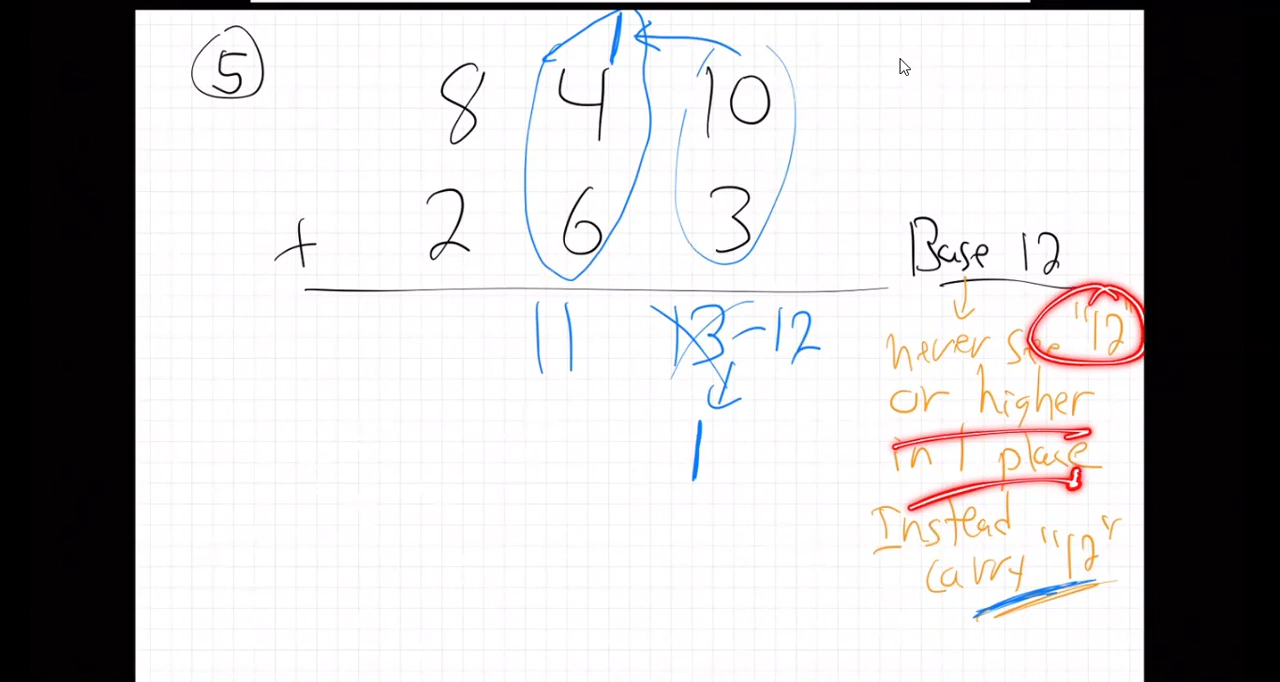 5
1
8 4 10
+ 2 6 3
11 13 - 12
1
Base 12
never see "12"
or higher
in 1 place
Instead
carry "12"